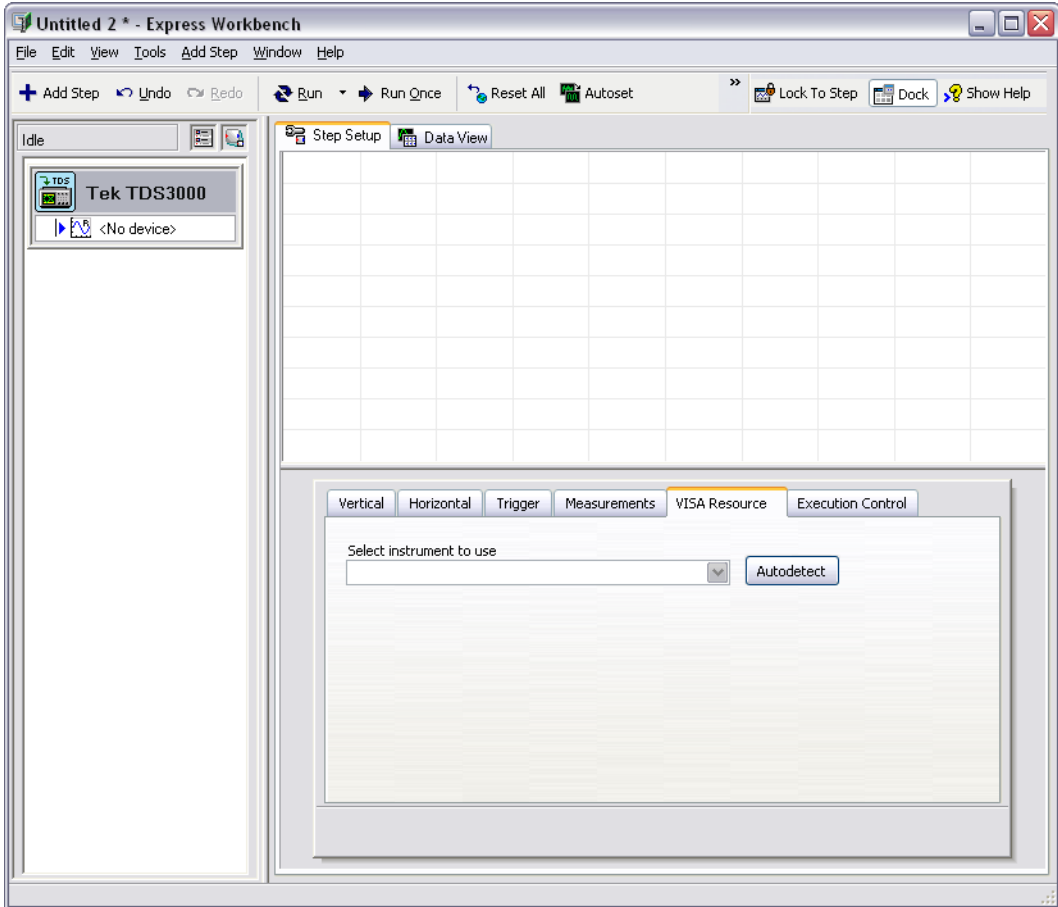 Untitled 2 * - Express Workbench
File Edit View Tools Add Step Window Help
Add Step Undo Redo Run Run Once Reset All Autoset » Lock To Step Dock Show Help
Idle
Step Setup Data View
TDS
Tek TDS3000
<No device>
Vertical Horizontal Trigger Measurements VISA Resource Execution Control
Select instrument to use
Autodetect